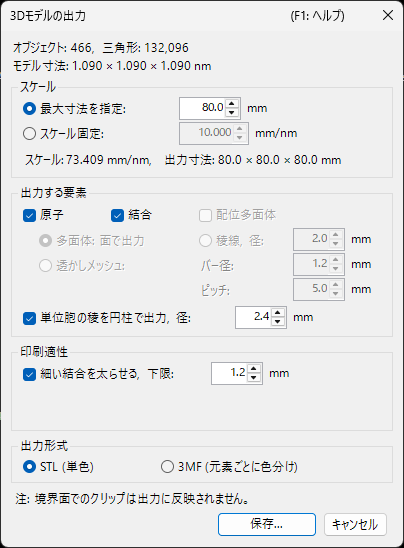 3Dモデルの出力 (F1: ヘルプ)
オブジェクト: 466, 三角形: 132,096
モデル寸法: 1.090 × 1.090 × 1.090 nm
スケール
最大寸法を指定: 80.0 mm
スケール固定: 10.000 mm/nm
スケール: 73.409 mm/nm, 出力寸法: 80.0 × 80.0 × 80.0 mm
出力する要素
原子 結合 配位多面体
多面体: 面で出力 稜線, 径: 2.0 mm
透かしメッシュ: バー径: 1.2 mm
ピッチ: 5.0 mm
単位胞の稜を円柱で出力, 径: 2.4 mm
印刷適性
細い結合を太らせる, 下限: 1.2 mm
出力形式
STL (単色) 3MF (元素ごとに色分け)
注: 境界面でのクリップは出力に反映されません。
保存... キャンセル